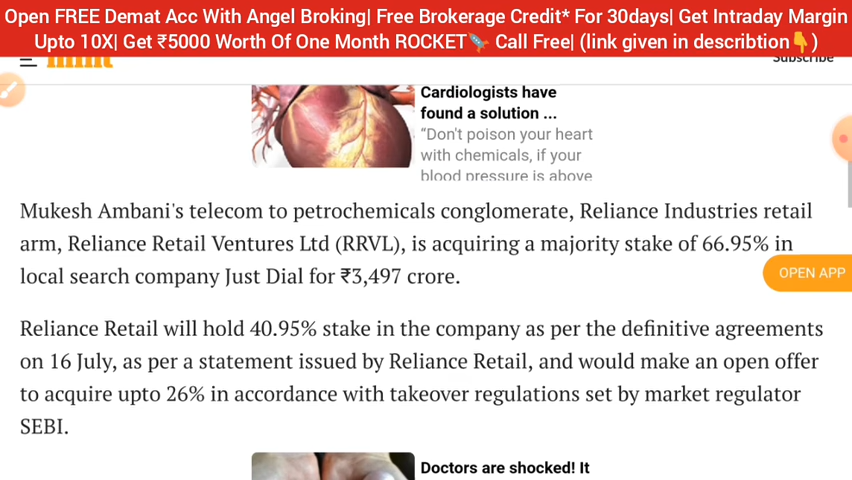 Open FREE Demat Acc With Angel Broking| Free Brokerage Credit* For 30days| Get Intraday Margin
Upto 10X| Get ₹5000 Worth Of One Month ROCKET🚀 Call Free| (link given in describtion👇)
mint
Subscribe
Cardiologists have
found a solution ...
“Don't poison your heart
with chemicals, if your
blood pressure is above
Mukesh Ambani's telecom to petrochemicals conglomerate, Reliance Industries retail
arm, Reliance Retail Ventures Ltd (RRVL), is acquiring a majority stake of 66.95% in
local search company Just Dial for ₹3,497 crore.
OPEN APP
Reliance Retail will hold 40.95% stake in the company as per the definitive agreements
on 16 July, as per a statement issued by Reliance Retail, and would make an open offer
to acquire upto 26% in accordance with takeover regulations set by market regulator
SEBI.
Doctors are shocked! It